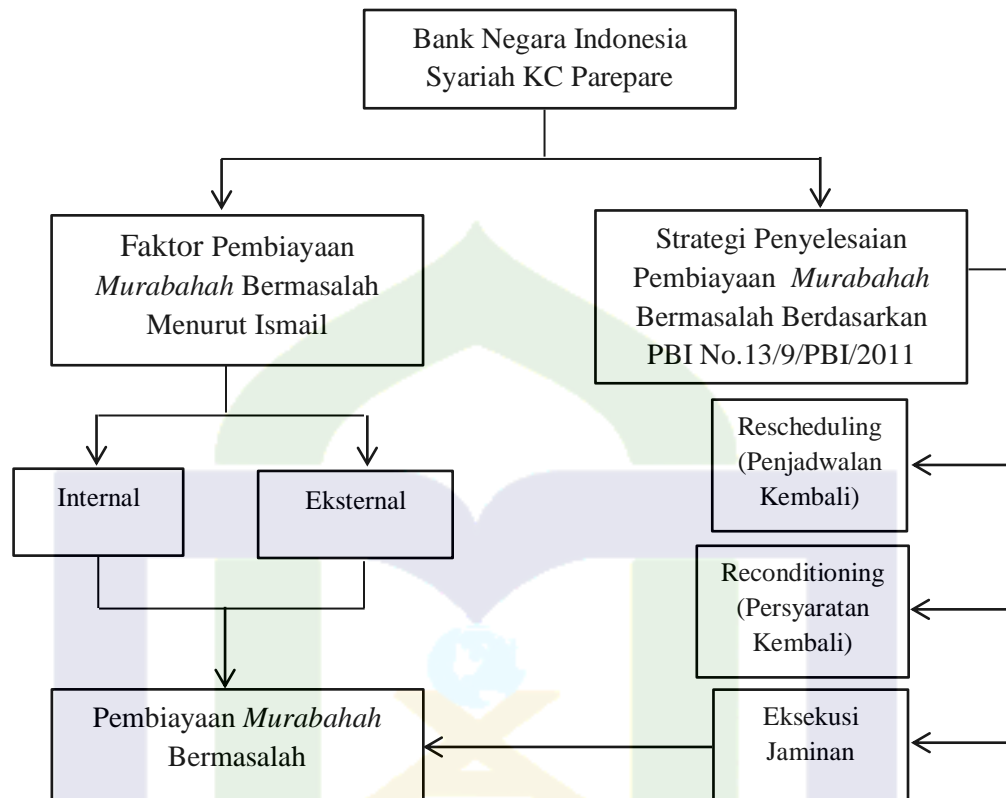 Bank Negara Indonesia
Syariah KC Parepare
Faktor Pembiayaan
Murabahah Bermasalah
Menurut Ismail
Strategi Penyelesaian
Pembiayaan Murabahah
Bermasalah Berdasarkan
PBI No.13/9/PBI/2011
Internal
Eksternal
Rescheduling
(Penjadwalan
Kembali)
Reconditioning
(Persyaratan
Kembali)
Pembiayaan Murabahah
Bermasalah
Eksekusi
Jaminan